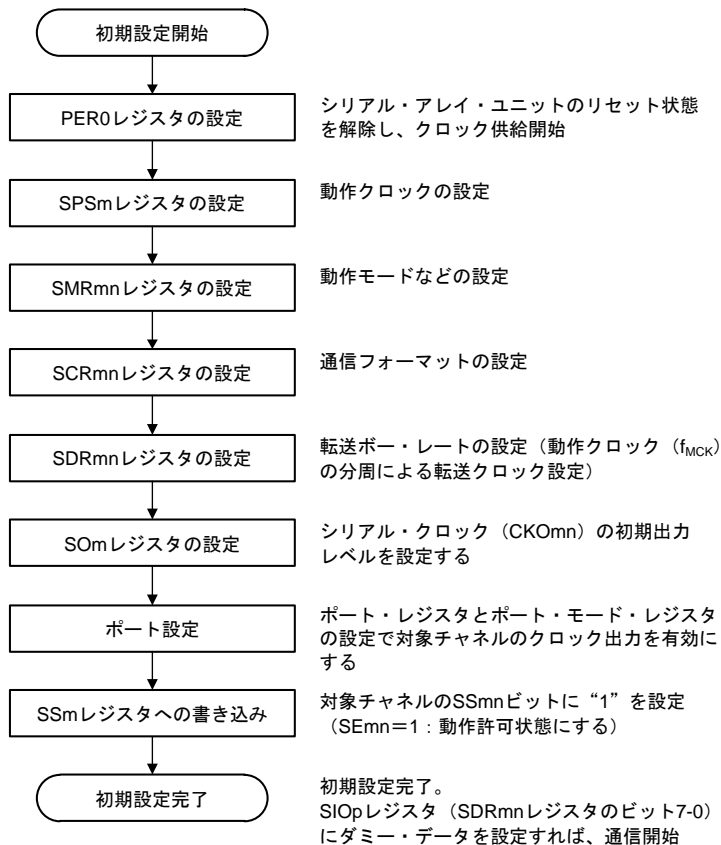 初期設定開始
PER0レジスタの設定
シリアル・アレイ・ユニットのリセット状態
を解除し、クロック供給開始
SPSmレジスタの設定
動作クロックの設定
SMRmnレジスタの設定
動作モードなどの設定
SCRmnレジスタの設定
通信フォーマットの設定
SDRmnレジスタの設定
転送ボー・レートの設定（動作クロック（fMCK）
の分周による転送クロック設定）
SOmレジスタの設定
シリアル・クロック（CKOmn）の初期出力
レベルを設定する
ポート設定
ポート・レジスタとポート・モード・レジスタ
の設定で対象チャネルのクロック出力を有効に
する
SSmレジスタへの書き込み
対象チャネルのSSmnビットに“1”を設定
（SEmn＝1：動作許可状態にする）
初期設定完了
初期設定完了。
SIOpレジスタ（SDRmnレジスタのビット7-0）
にダミー・データを設定すれば、通信開始